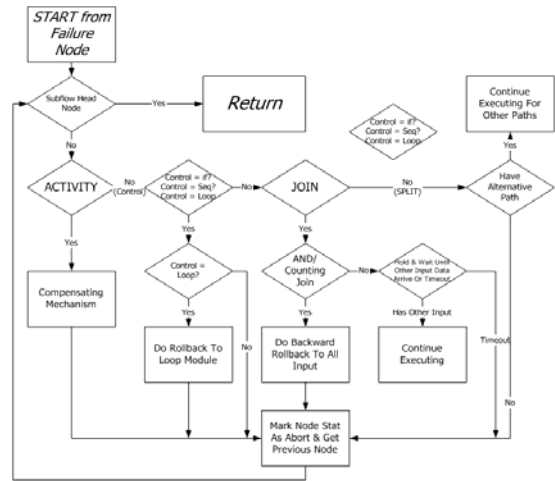 START from
Failure
Node
Subflow Head
Node
Yes
Return
No
ACTIVITY
No
(Control)
Control = if?
Control = Seq?
Control = Loop
No
JOIN
No
(SPLIT)
Control = if?
Control = Seq?
Control = Loop
Continue
Executing For
Other Paths
Yes
Have
Alternative
Path
Yes
Yes
Yes
Compensating
Mechanism
Control =
Loop?
AND/
Counting
Join
No
Hold & Wait Until
Other Input Data
Arrive Or Timeout
Yes
No
Yes
Has Other Input
Timeout
Do Rollback To
Loop Module
Do Backward
Rollback To All
Input
Continue
Executing
No
Mark Node Stat
As Abort & Get
Previous Node